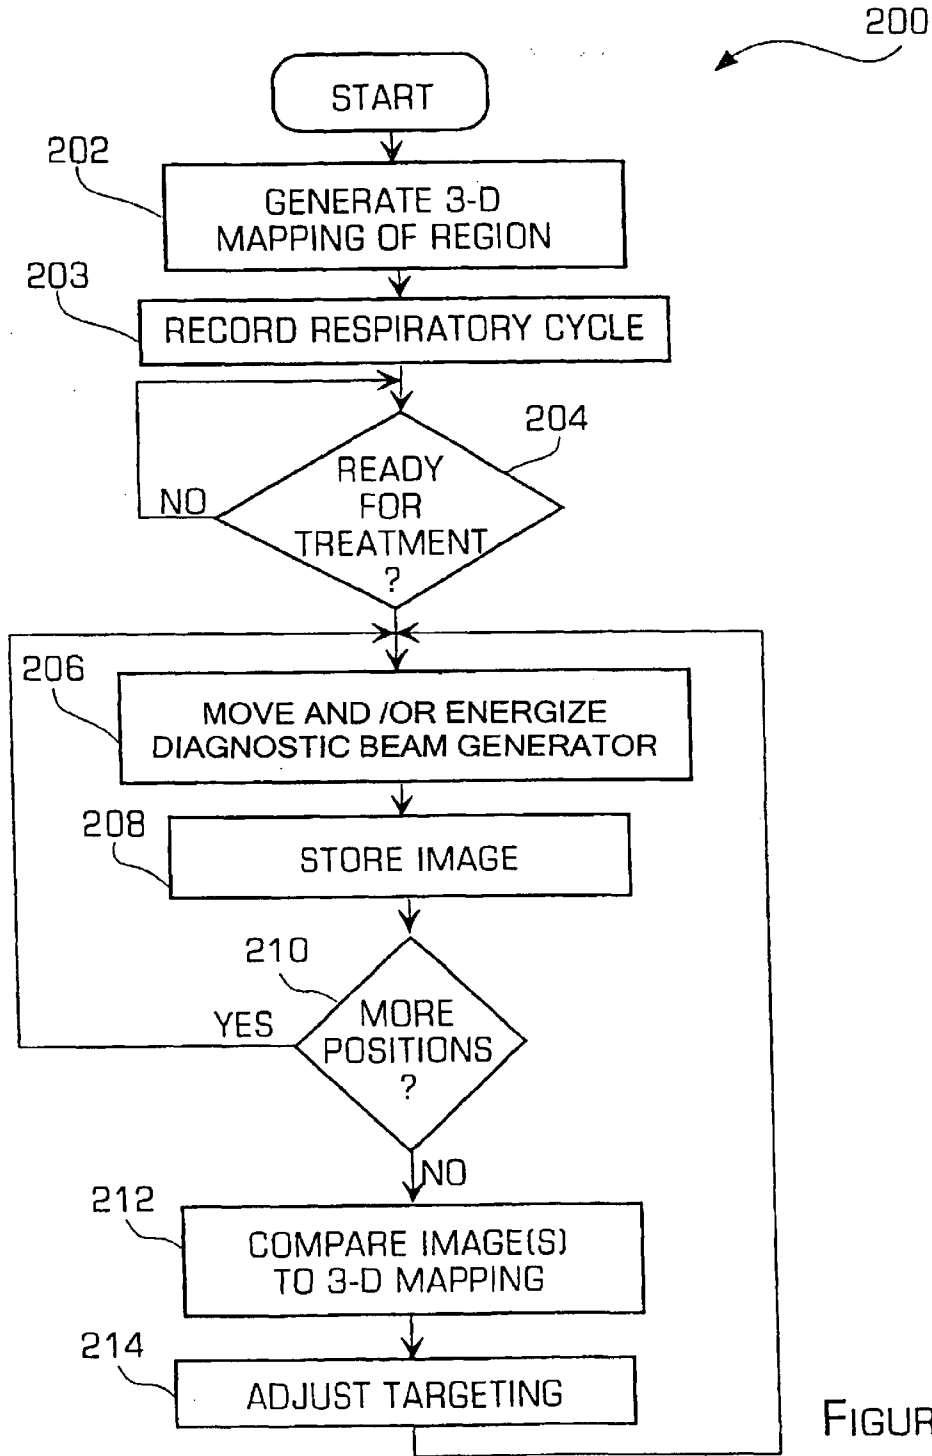 200
START
202
GENERATE 3-D
MAPPING OF REGION
203
RECORD RESPIRATORY CYCLE
204
READY
FOR
TREATMENT
?
NO
206
MOVE AND /OR ENERGIZE
DIAGNOSTIC BEAM GENERATOR
208
STORE IMAGE
210
MORE
POSITIONS
?
YES
NO
212
COMPARE IMAGE(S)
TO 3-D MAPPING
214
ADJUST TARGETING
FIGUR